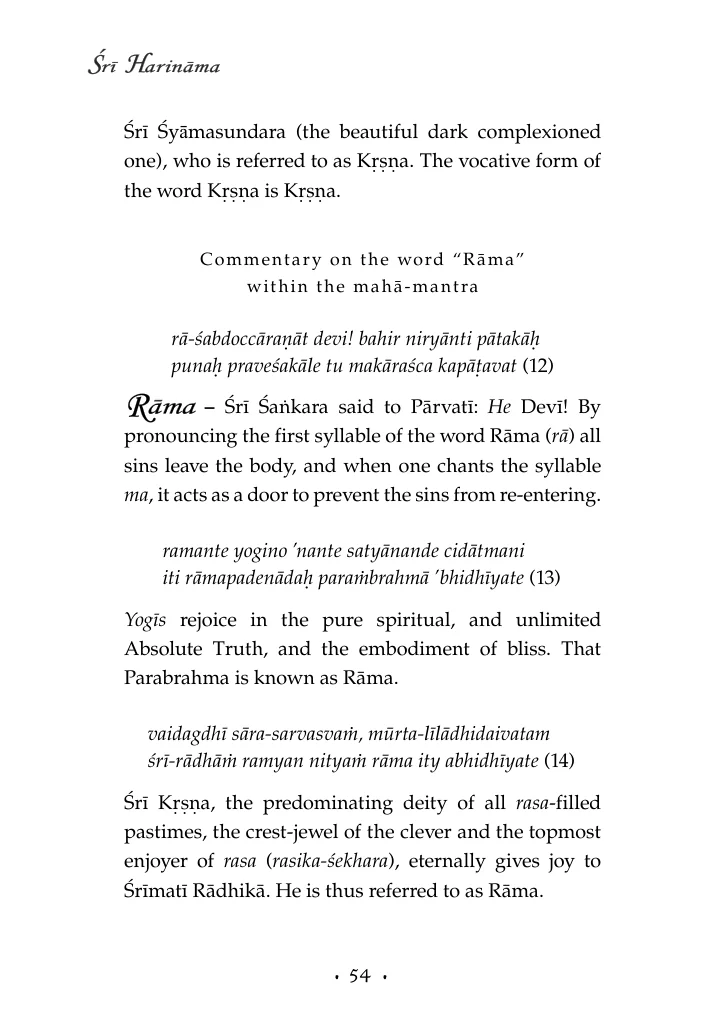 Śrī Harināma
Śrī Śyāmasundara (the beautiful dark complexioned
one), who is referred to as Kṛṣṇa. The vocative form of
the word Kṛṣṇa is Kṛṣṇa.
Commentary on the word “Rāma”
within the mahā-mantra
rā-śabdoccāraṇāt devi! bahir niryānti pātakāḥ
punaḥ praveśakāle tu makāraśca kapāṭavat (12)
Rāma – Śrī Śaṅkara said to Pārvatī: He Devī! By
pronouncing the first syllable of the word Rāma (rā) all
sins leave the body, and when one chants the syllable
ma, it acts as a door to prevent the sins from re-entering.
ramante yogino ’nante satyānande cidātmani
iti rāmapadenādaḥ paraṁbrahmā ’bhidhīyate (13)
Yogīs rejoice in the pure spiritual, and unlimited
Absolute Truth, and the embodiment of bliss. That
Parabrahma is known as Rāma.
vaidagdhī sāra-sarvasvaṁ, mūrta-līlādhidaivatam
śrī-rādhāṁ ramyan nityaṁ rāma ity abhidhīyate (14)
Śrī Kṛṣṇa, the predominating deity of all rasa-filled
pastimes, the crest-jewel of the clever and the topmost
enjoyer of rasa (rasika-śekhara), eternally gives joy to
Śrīmatī Rādhikā. He is thus referred to as Rāma.
• 54 •